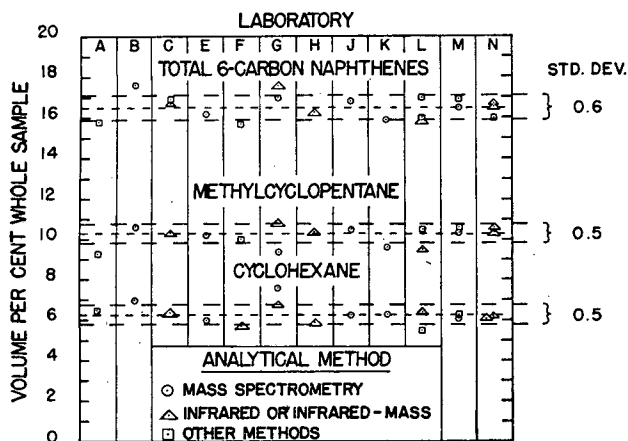 LABORATORY
A B C E F G H J K L M N
TOTAL 6-CARBON NAPHTHENES
STD. DEV.
20
18
16
14
12
10
8
6
4
2
0
VOLUME PER CENT WHOLE SAMPLE
0.6
METHYLCYCLOPENTANE
0.5
CYCLOHEXANE
0.5
ANALYTICAL METHOD
MASS SPECTROMETRY
INFRARED OR INFRARED-MASS
OTHER METHODS